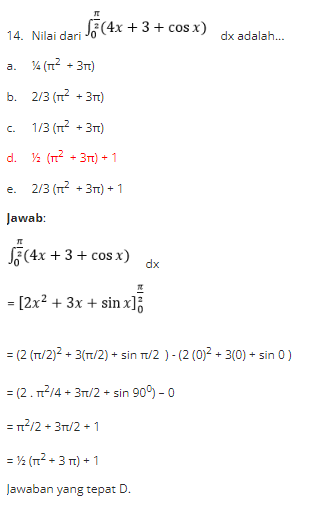 14. Nilai dari ∫₀^(π/2) (4x + 3 + cos x) dx adalah...
a. ¼ (π² + 3π)
b. 2/3 (π² + 3π)
c. 1/3 (π² + 3π)
d. ½ (π² + 3π) + 1
e. 2/3 (π² + 3π) + 1
Jawab:
∫₀^(π/2) (4x + 3 + cos x) dx
= [2x² + 3x + sin x]₀^(π/2)
= (2 (π/2)² + 3(π/2) + sin π/2 ) - (2 (0)² + 3(0) + sin 0 )
= (2 . π²/4 + 3π/2 + sin 90⁰) – 0
= π²/2 + 3π/2 + 1
= ½ (π² + 3 π) + 1
Jawaban yang tepat D.